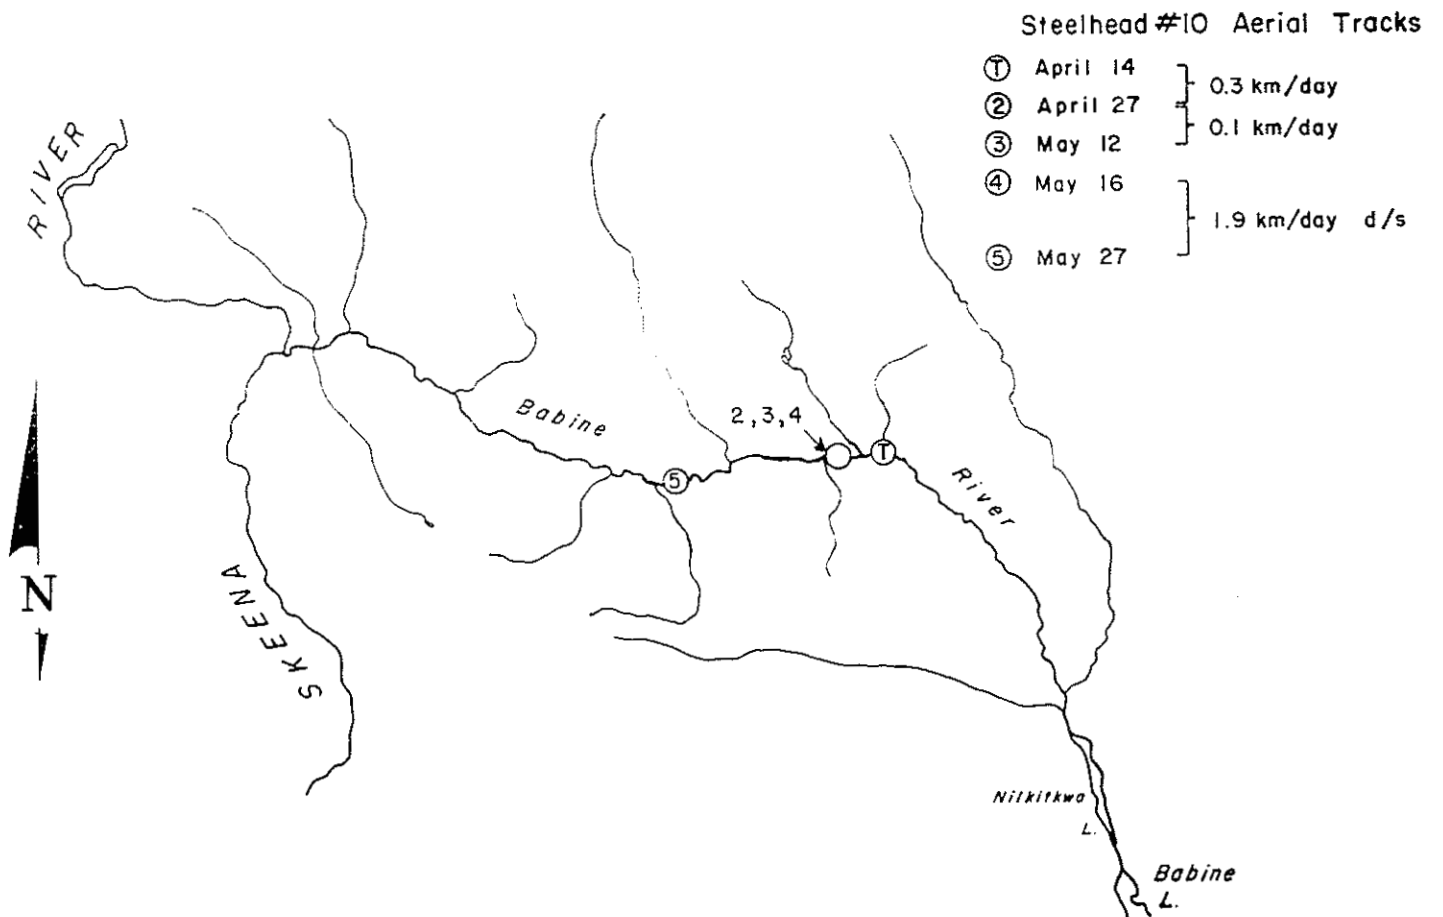 Steelhead #10 Aerial Tracks
T April 14
0.3 km/day
2 April 27
0.1 km/day
3 May 12
4 May 16
1.9 km/day d/s
5 May 27
RIVER
2,3,4
Babine
T
5
River
N
SKEENA
Nilkitkwa
L.
Babine
L.